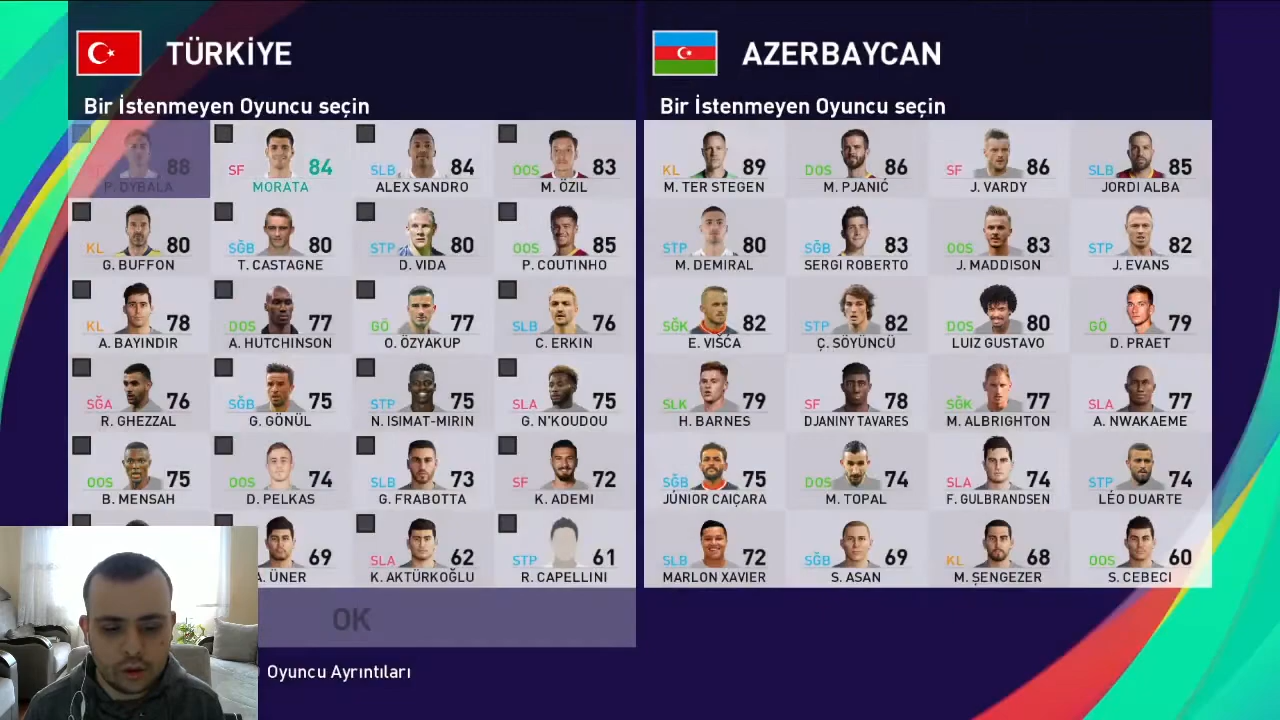 TÜRKİYE
Bir İstenmeyen Oyuncu seçin
88
P. DYBALA
SF 84
MORATA
SLB 84
ALEX SANDRO
OOS 83
M. ÖZIL
KL 80
G. BUFFON
SĞB 80
T. CASTAGNE
STP 80
D. VIDA
OOS 85
P. COUTINHO
KL 78
A. BAYINDIR
DOS 77
A. HUTCHINSON
GÖ 77
O. ÖZYAKUP
SLB 76
C. ERKIN
SĞA 76
R. GHEZZAL
SĞB 75
G. GÖNÜL
STP 75
N. ISIMAT-MIRIN
SLA 75
G. N'KOUDOU
OOS 75
B. MENSAH
OOS 74
D. PELKAS
SLB 73
G. FRABOTTA
SF 72
K. ADEMI
69
. ÜNER
SLA 62
K. AKTÜRKOĞLU
STP 61
R. CAPELLINI
OK
Oyuncu Ayrıntıları
AZERBAYCAN
Bir İstenmeyen Oyuncu seçin
KL 89
M. TER STEGEN
DOS 86
M. PJANIĆ
SF 86
J. VARDY
SLB 85
JORDI ALBA
STP 80
M. DEMIRAL
SĞB 83
SERGI ROBERTO
OOS 83
J. MADDISON
STP 82
J. EVANS
SĞK 82
E. VIŠĆA
STP 82
Ç. SÖYÜNCÜ
DOS 80
LUIZ GUSTAVO
GÖ 79
D. PRAET
SLK 79
H. BARNES
SF 78
DJANINY TAVARES
SĞK 77
M. ALBRIGHTON
SLA 77
A. NWAKAEME
SĞB 75
JÚNIOR CAIÇARA
DOS 74
M. TOPAL
SLA 74
F. GULBRANDSEN
STP 74
LÉO DUARTE
SLB 72
MARLON XAVIER
SĞB 69
S. ASAN
KL 68
M. ŞENGEZER
OOS 60
S. CEBECI